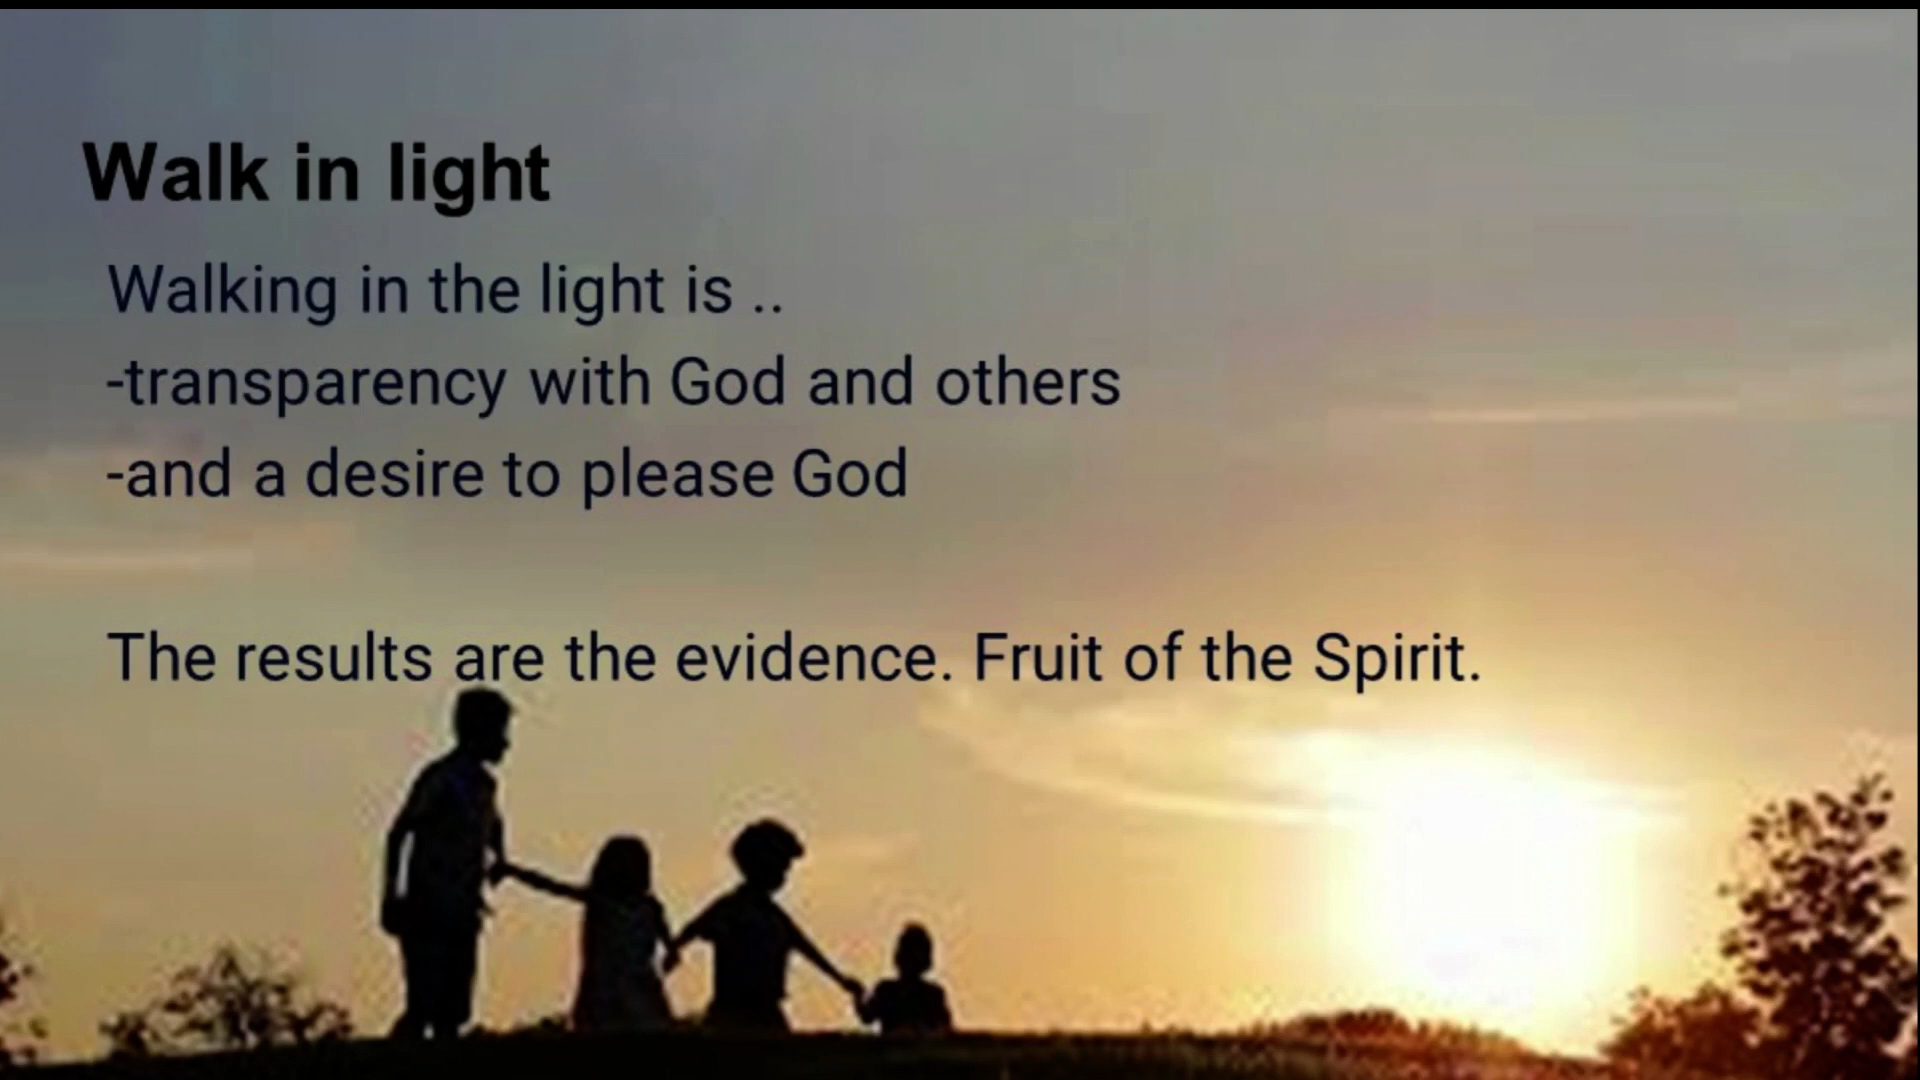 Walk in light
Walking in the light is ..
-transparency with God and others
-and a desire to please God
The results are the evidence. Fruit of the Spirit.